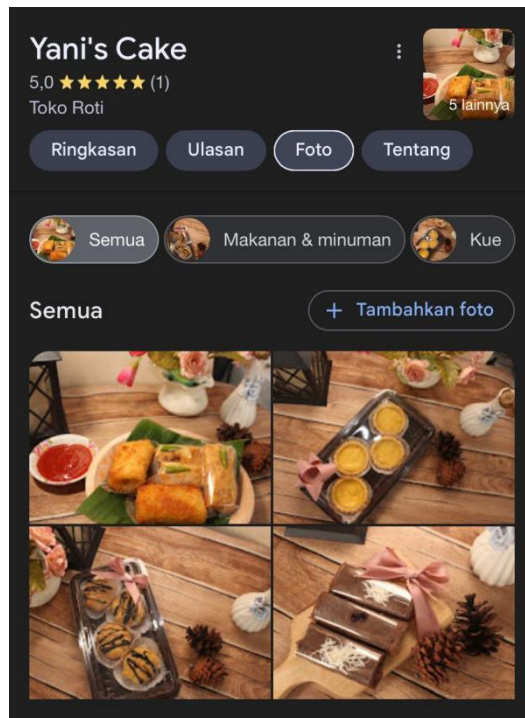 Yani's Cake
5,0 ★★★★★ (1)
Toko Roti
5 lainnya
Ringkasan
Ulasan
Foto
Tentang
Semua
Makanan & minuman
Kue
Semua
+ Tambahkan foto